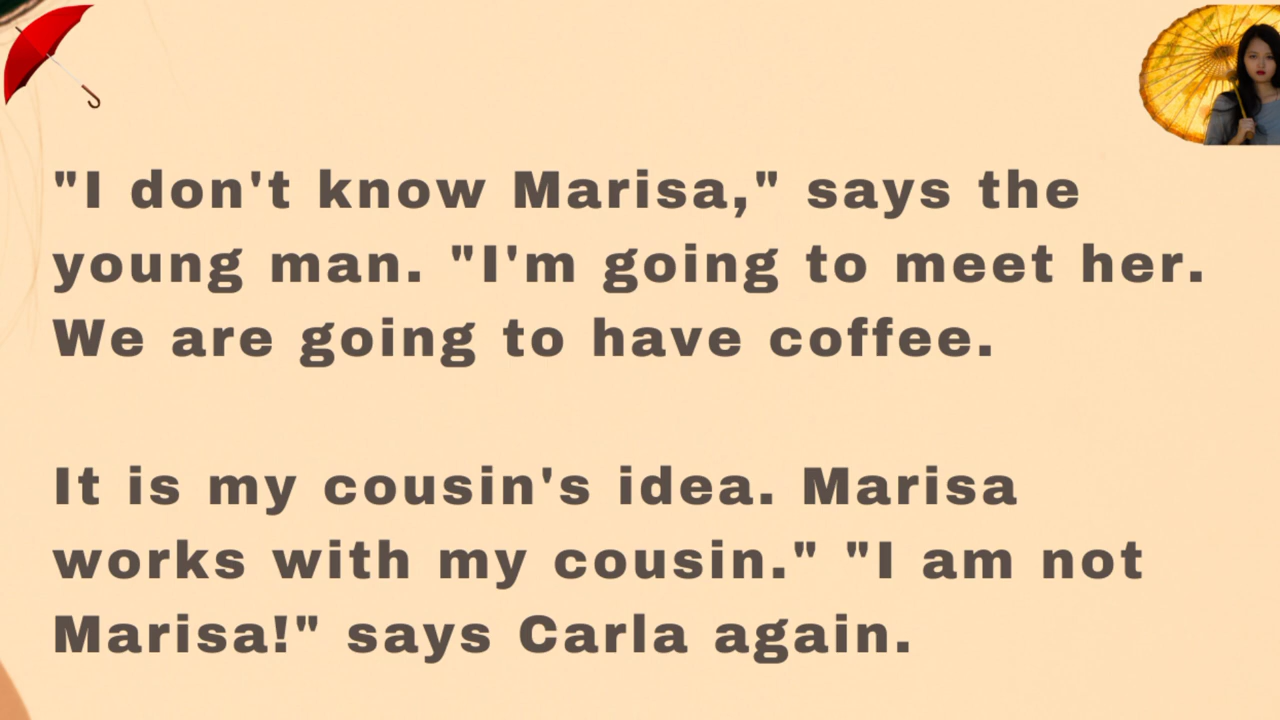 "I don't know Marisa," says the
young man. "I'm going to meet her.
We are going to have coffee.
It is my cousin's idea. Marisa
works with my cousin." "I am not
Marisa!" says Carla again.